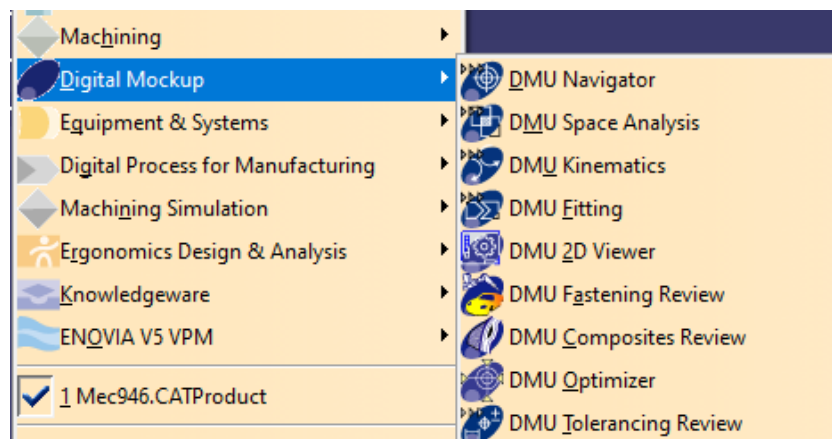 Machining
Digital Mockup
Equipment & Systems
Digital Process for Manufacturing
Machining Simulation
Ergonomics Design & Analysis
Knowledgeware
ENOVIA V5 VPM
1 Mec946.CATProduct
DMU Navigator
DMU Space Analysis
DMU Kinematics
DMU Fitting
DMU 2D Viewer
DMU Fastening Review
DMU Composites Review
DMU Optimizer
DMU Tolerancing Review